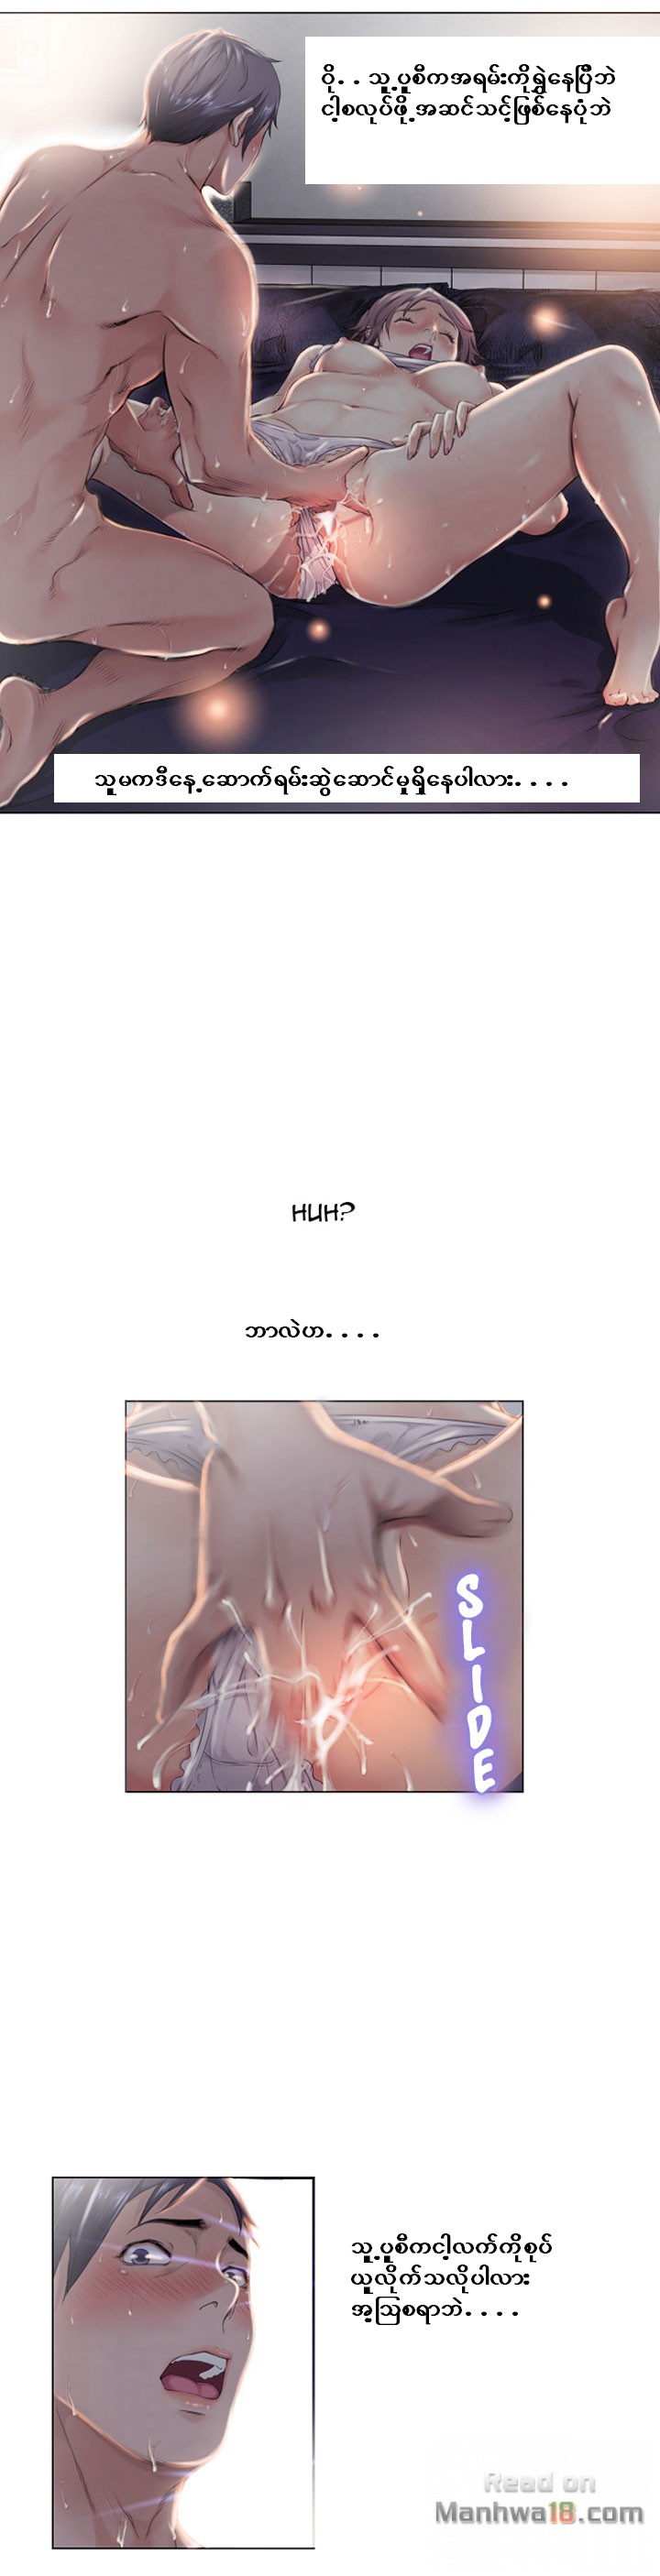 ဝိုး. . သူ့ပူစီကအရမ်းကိုရွှဲနေပြီဘဲ
ငါ့စလုပ်ဖို့အဆင်သင့်ဖြစ်နေပုံဘဲ
သူမကဒီနေ့ဆောက်ရမ်းဆွဲဆောင်မှုရှိနေပါလား. . . .
HUH?
ဘာလဲဟ. . . .
SLIDE
သူ့ပူစီကငါ့လက်ကိုစုပ်
ယူလိုက်သလိုပါလား
အံ့ဩစရာဘဲ. . . .
Read on
Manhwa18.com